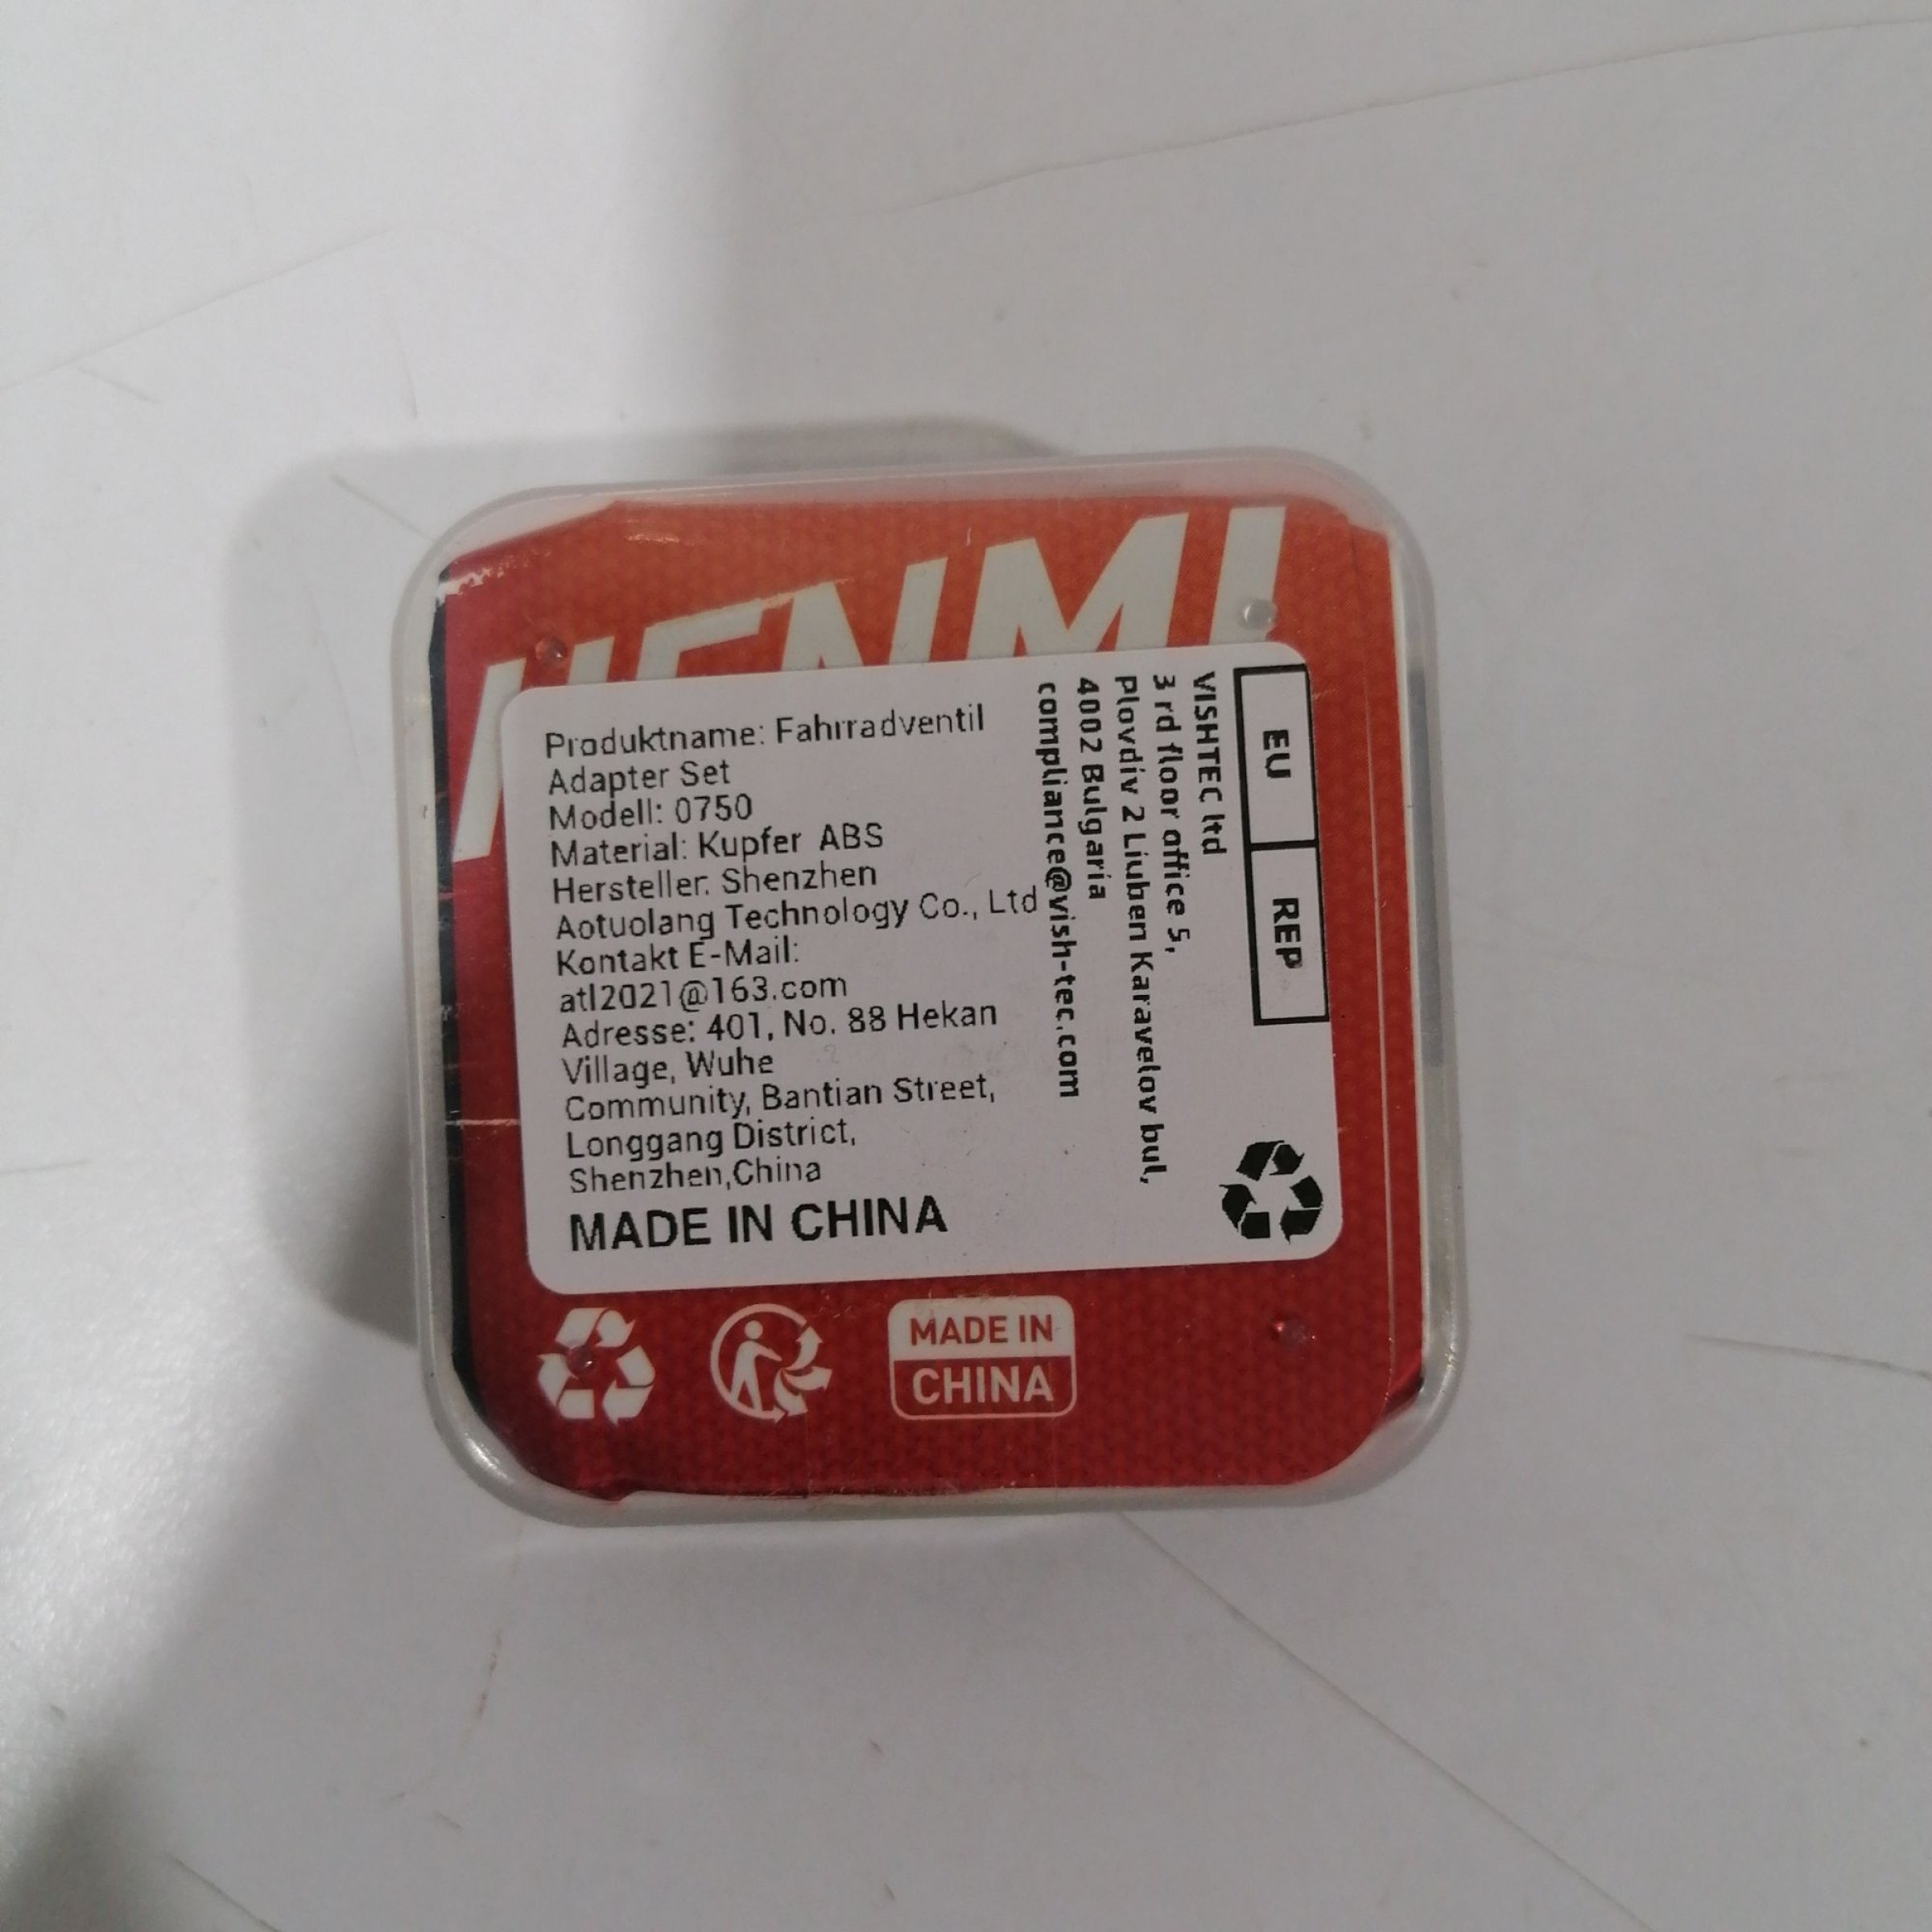 HENMI
Produktname: Fahrradventil
Adapter Set
Modell: 0750
Material: Kupfer ABS
Hersteller: Shenzhen
Aotuolang Technology Co., Ltd
Kontakt E-Mail:
atl2021@163.com
Adresse: 401, No. 88 Hekan
Village, Wuhe
Community, Bantian Street,
Longgang District,
Shenzhen,China
MADE IN CHINA
EU REP
VISHTEC ltd
3 rd floor office 5,
Plovdiv 2 Liuben Karavelov bul,
4002 Bulgaria
compliance@vish-tec.com
MADE IN
CHINA